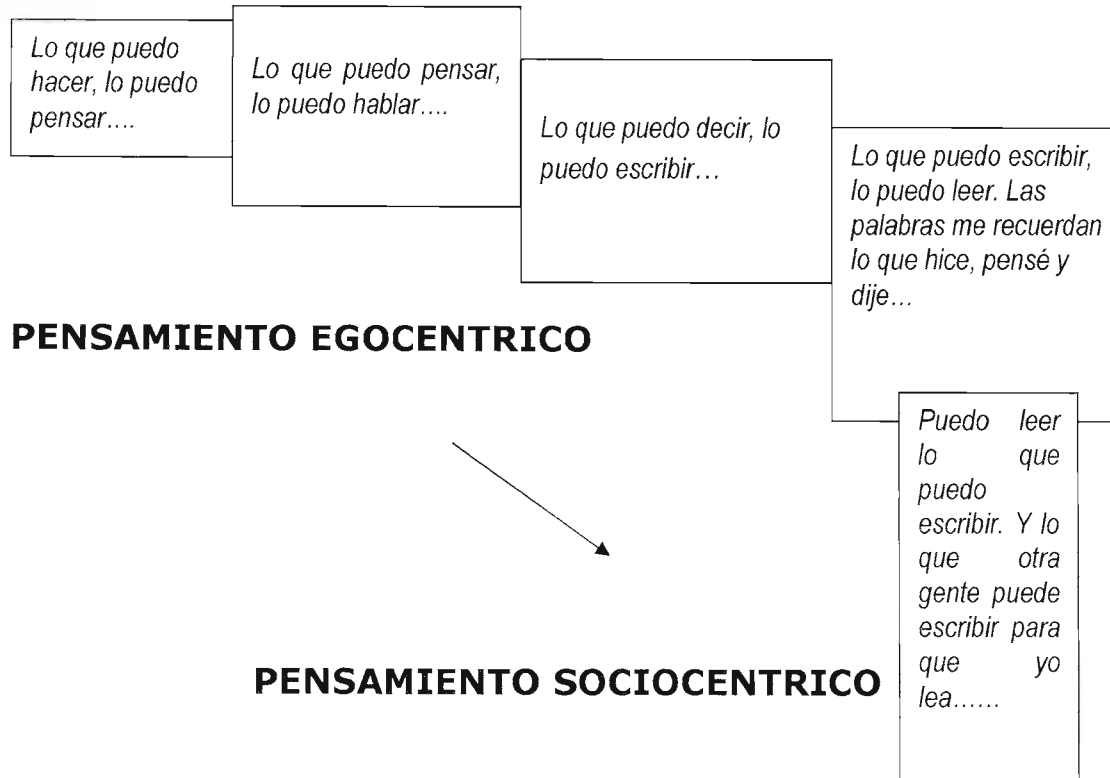 Lo que puedo
hacer, lo puedo
pensar....
Lo que puedo pensar,
lo puedo hablar....
Lo que puedo decir, lo
puedo escribir...
Lo que puedo escribir,
lo puedo leer. Las
palabras me recuerdan
lo que hice, pensé y
dije...
PENSAMIENTO EGOCENTRICO
Puedo leer
lo que
puedo
escribir. Y lo
que otra
gente puede
escribir para
que yo
lea......
PENSAMIENTO SOCIOCENTRICO